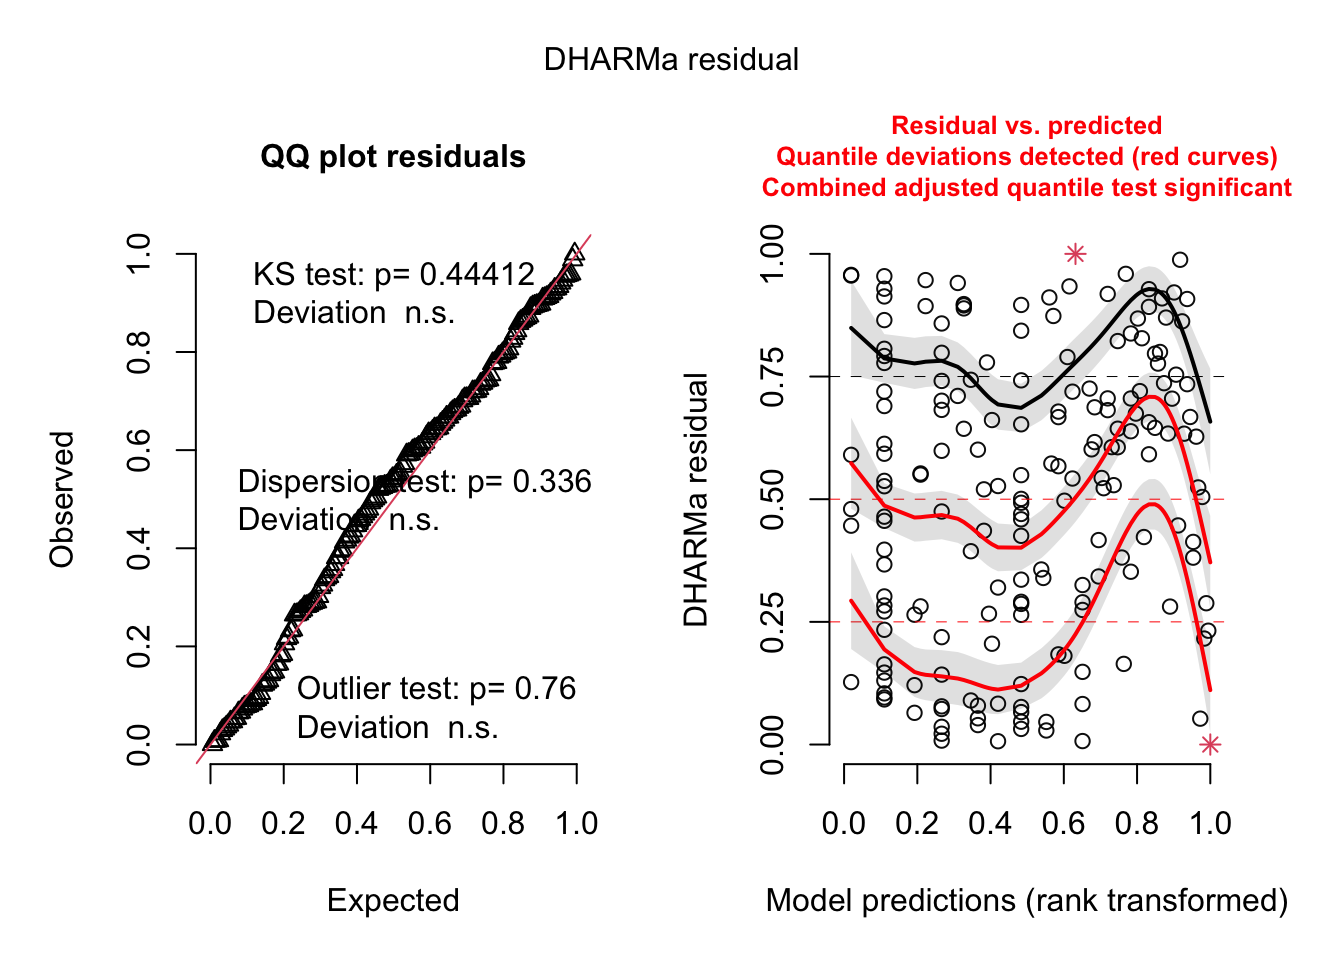 DHARMa residual
QQ plot residuals
KS test: p= 0.44412
Deviation  n.s.
Dispersion test: p= 0.336
Deviation  n.s.
Outlier test: p= 0.76
Deviation  n.s.
Observed
0.0 0.2 0.4 0.6 0.8 1.0
0.0 0.2 0.4 0.6 0.8 1.0
Expected
Residual vs. predicted
Quantile deviations detected (red curves)
Combined adjusted quantile test significant
DHARMa residual
0.00 0.25 0.50 0.75 1.00
0.0 0.2 0.4 0.6 0.8 1.0
Model predictions (rank transformed)